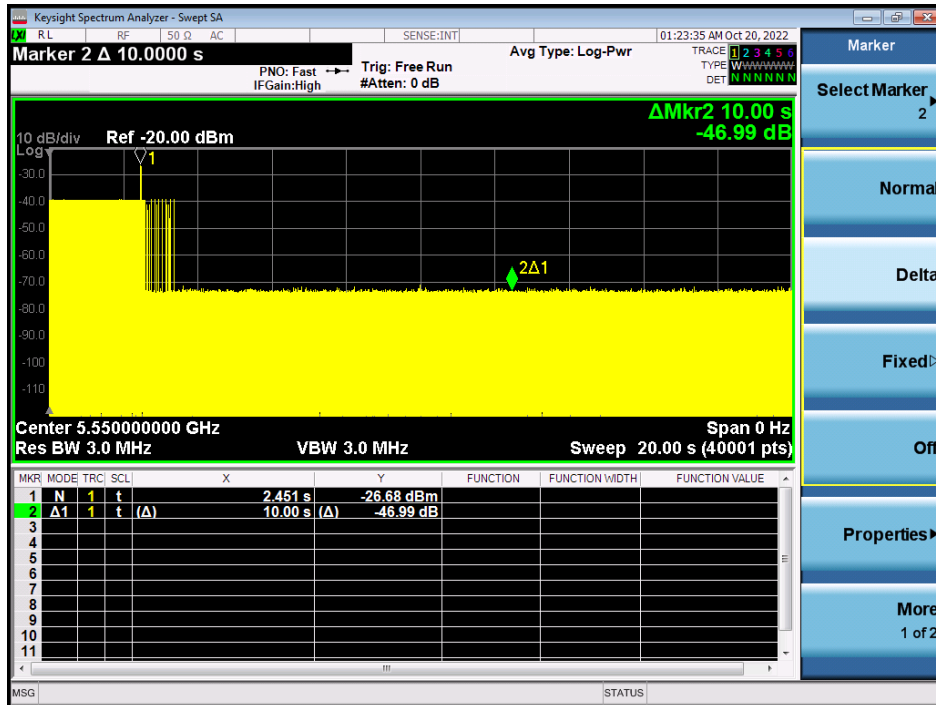 Keysight Spectrum Analyzer - Swept SA
LXI RL RF 50 Ω AC SENSE:INT 01:23:35 AM Oct 20, 2022
Marker 2 Δ 10.0000 s
PNO: Fast
IFGain:High
Trig: Free Run
#Atten: 0 dB
Avg Type: Log-Pwr
TRACE 1 2 3 4 5 6
TYPE WWWWWW
DET N N N N N N
ΔMkr2 10.00 s
-46.99 dB
10 dB/div Ref -20.00 dBm
Log
1
-30.0
-40.0
-50.0
-60.0
2Δ1
-70.0
-80.0
-90.0
-100
-110
Center 5.550000000 GHz Span 0 Hz
Res BW 3.0 MHz VBW 3.0 MHz Sweep 20.00 s (40001 pts)
MKR MODE TRC SCL X Y FUNCTION FUNCTION WIDTH FUNCTION VALUE
1 N 1 t 2.451 s -26.68 dBm
2 Δ1 1 t (Δ) 10.00 s (Δ) -46.99 dB
3
4
5
6
7
8
9
10
11
MSG STATUS
Marker
Select Marker
2
Normal
Delta
Fixed
Off
Properties
More
1 of 2